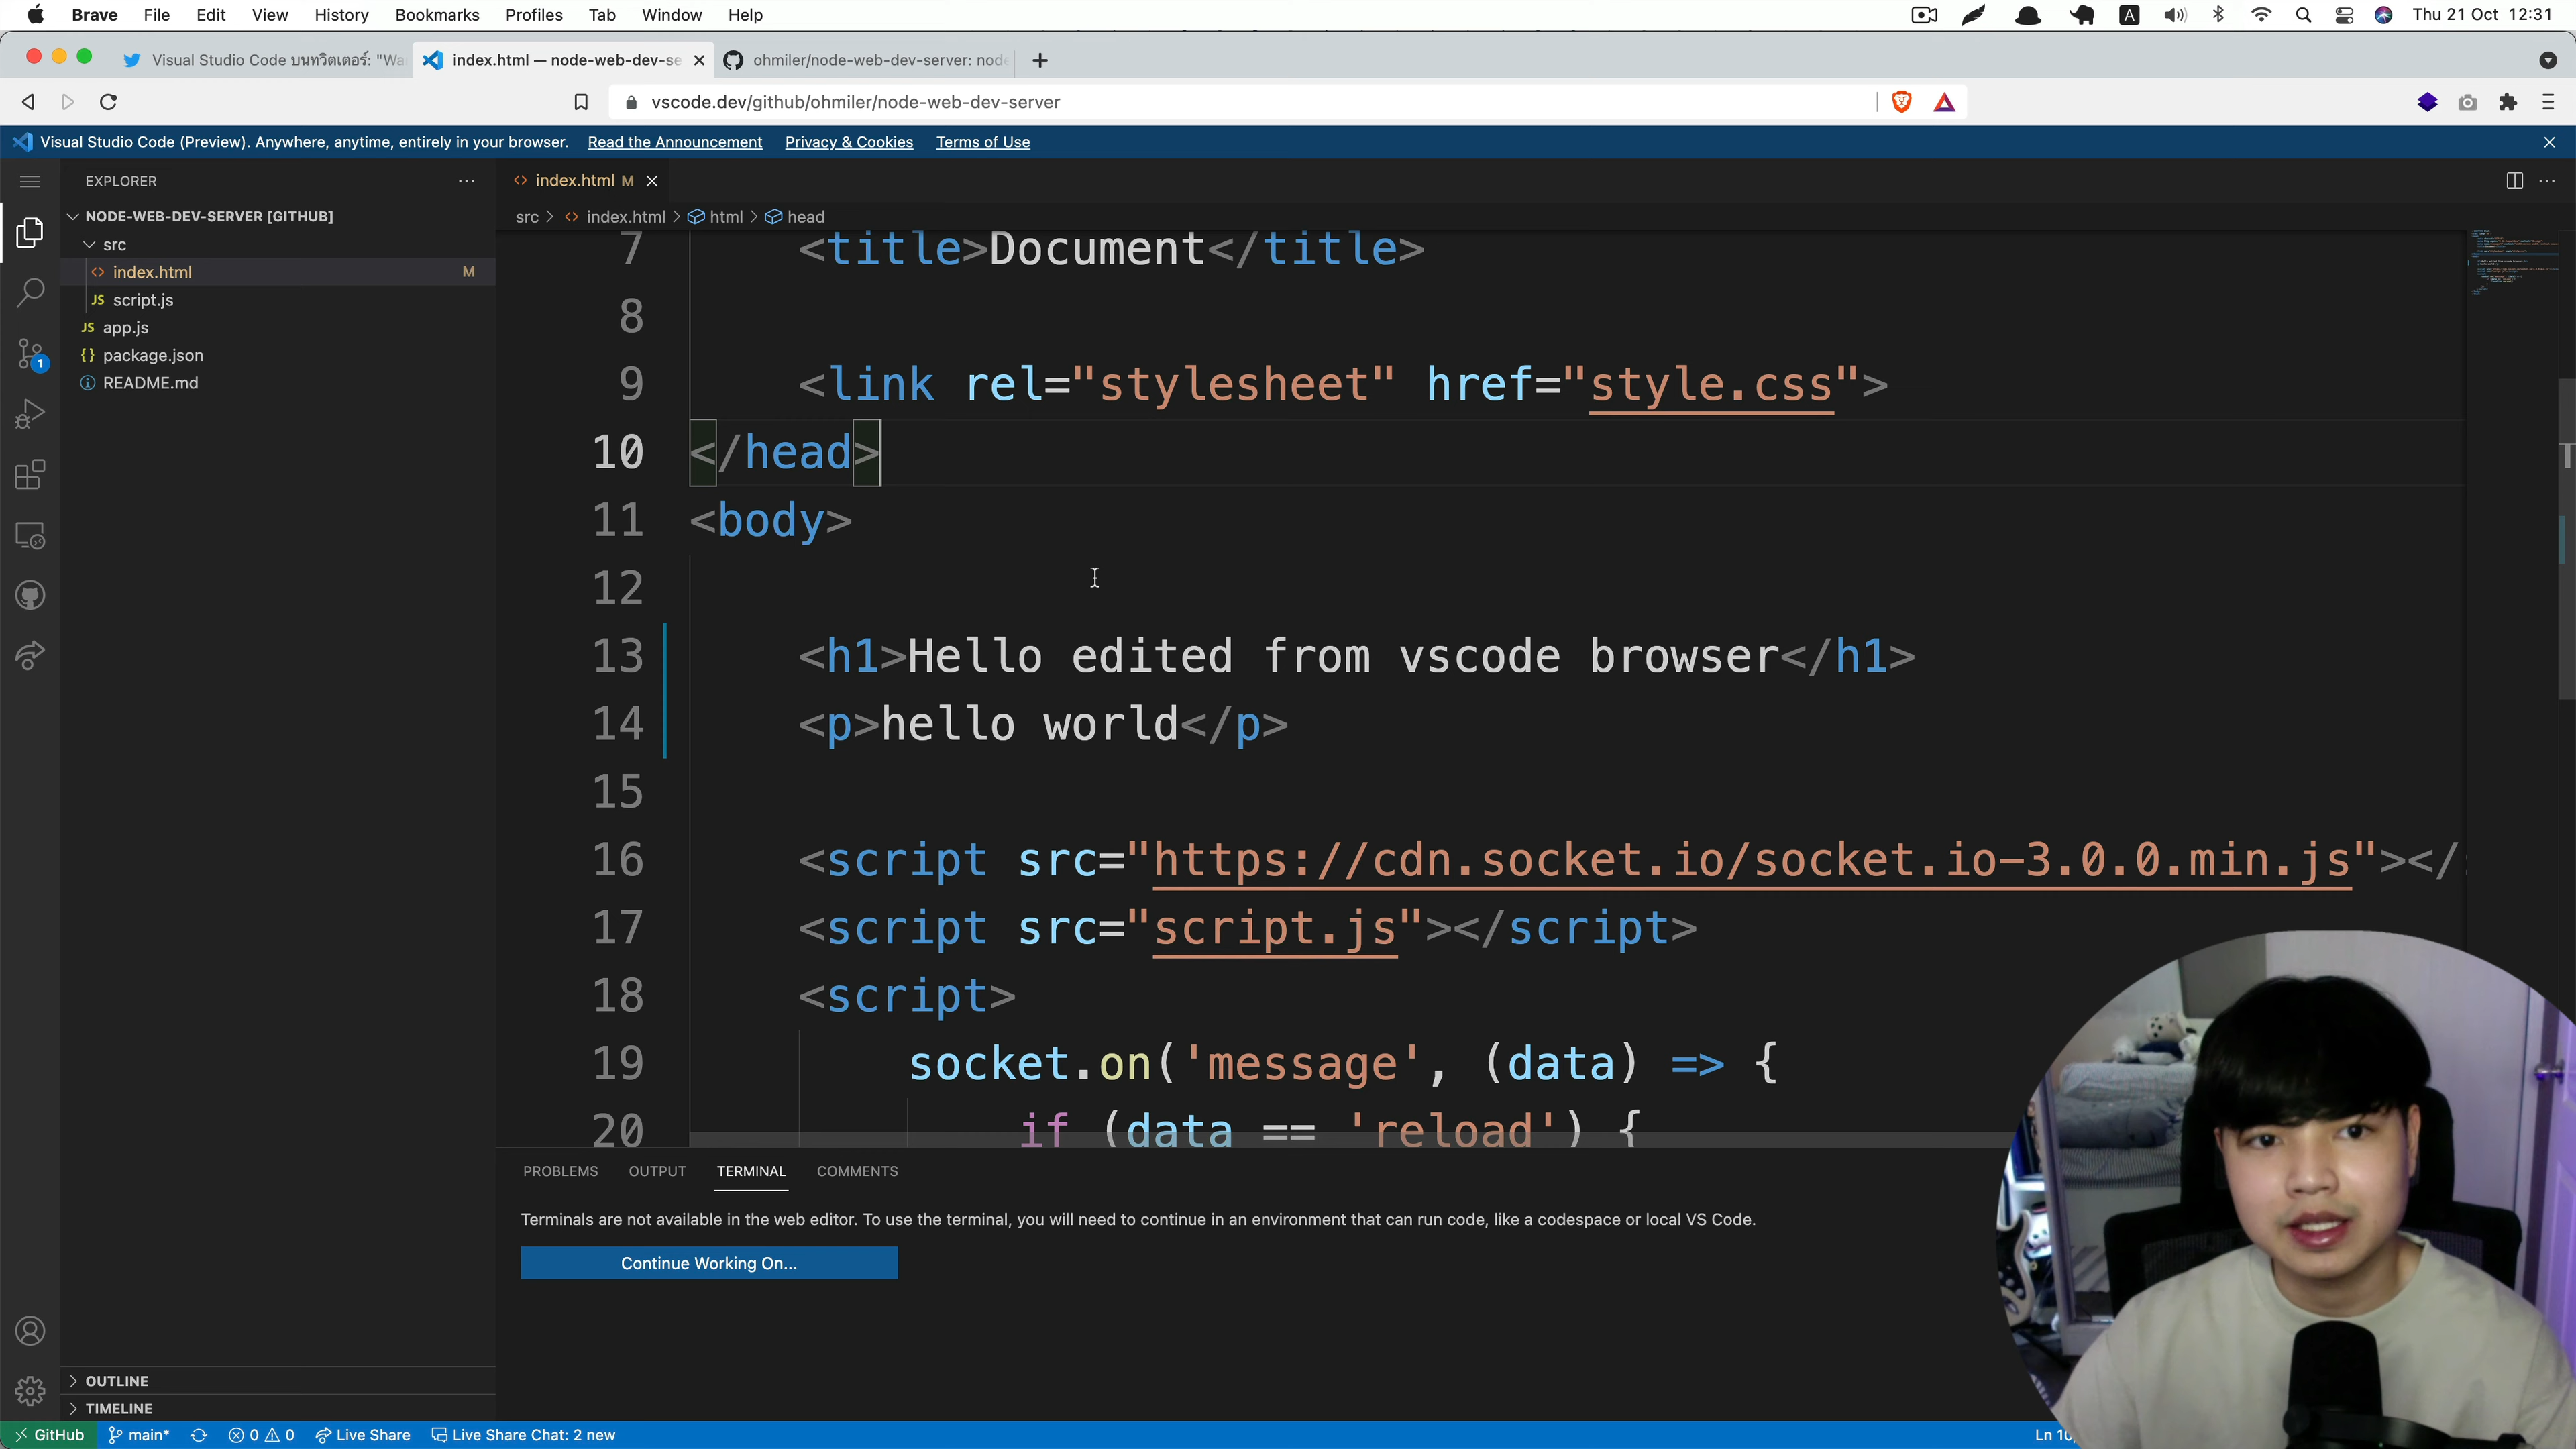 Brave File Edit View History Bookmarks Profiles Tab Window Help A Thu 21 Oct 12:31
Visual Studio Code บนทวิตเตอร์: "Wa index.html — node-web-dev-se ohmiler/node-web-dev-server: nod
vscode.dev/github/ohmiler/node-web-dev-server
Visual Studio Code (Preview). Anywhere, anytime, entirely in your browser. Read the Announcement Privacy & Cookies Terms of Use
EXPLORER
NODE-WEB-DEV-SERVER [GITHUB]
src
<> index.html M
JS script.js
JS app.js
{} package.json
README.md
OUTLINE
TIMELINE
<> index.html M
src > <> index.html > html > head
7 <title>Document</title>
8
9 <link rel="stylesheet" href="style.css">
10 </head>
11 <body>
12
13 <h1>Hello edited from vscode browser</h1>
14 <p>hello world</p>
15
16 <script src="https://cdn.socket.io/socket.io-3.0.0.min.js"></
17 <script src="script.js"></script>
18 <script>
19 socket.on('message', (data) => {
20 if (data == 'reload') {
PROBLEMS OUTPUT TERMINAL COMMENTS
Terminals are not available in the web editor. To use the terminal, you will need to continue in an environment that can run code, like a codespace or local VS Code.
Continue Working On...
1
GitHub main* 0 0 Live Share Live Share Chat: 2 new Ln 10,